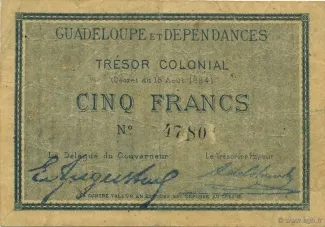 GUADELOUPE ET DÉPENDANCES
TRÉSOR COLONIAL
(Décret du 18 Août 1884)
CINQ FRANCS
No 4780
Le Délégué du Gouverneur
Le Trésorier Payeur